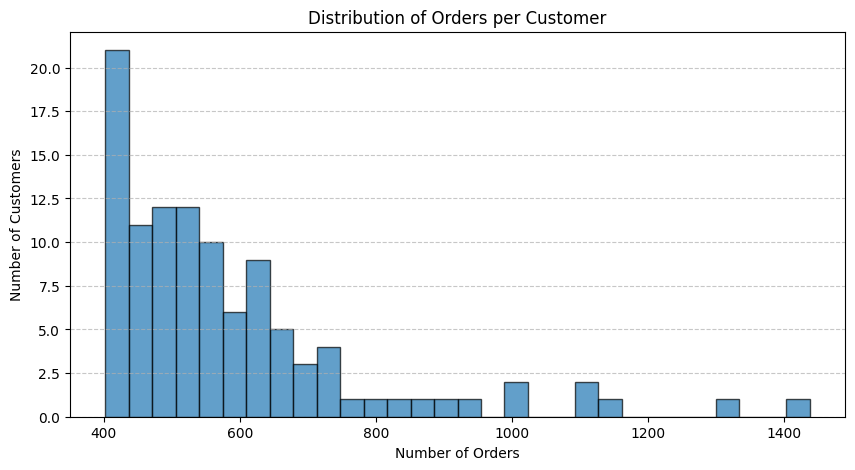 Distribution of Orders per Customer
Number of Customers
20.0
17.5
15.0
12.5
10.0
7.5
5.0
2.5
0.0
400 600 800 1000 1200 1400
Number of Orders